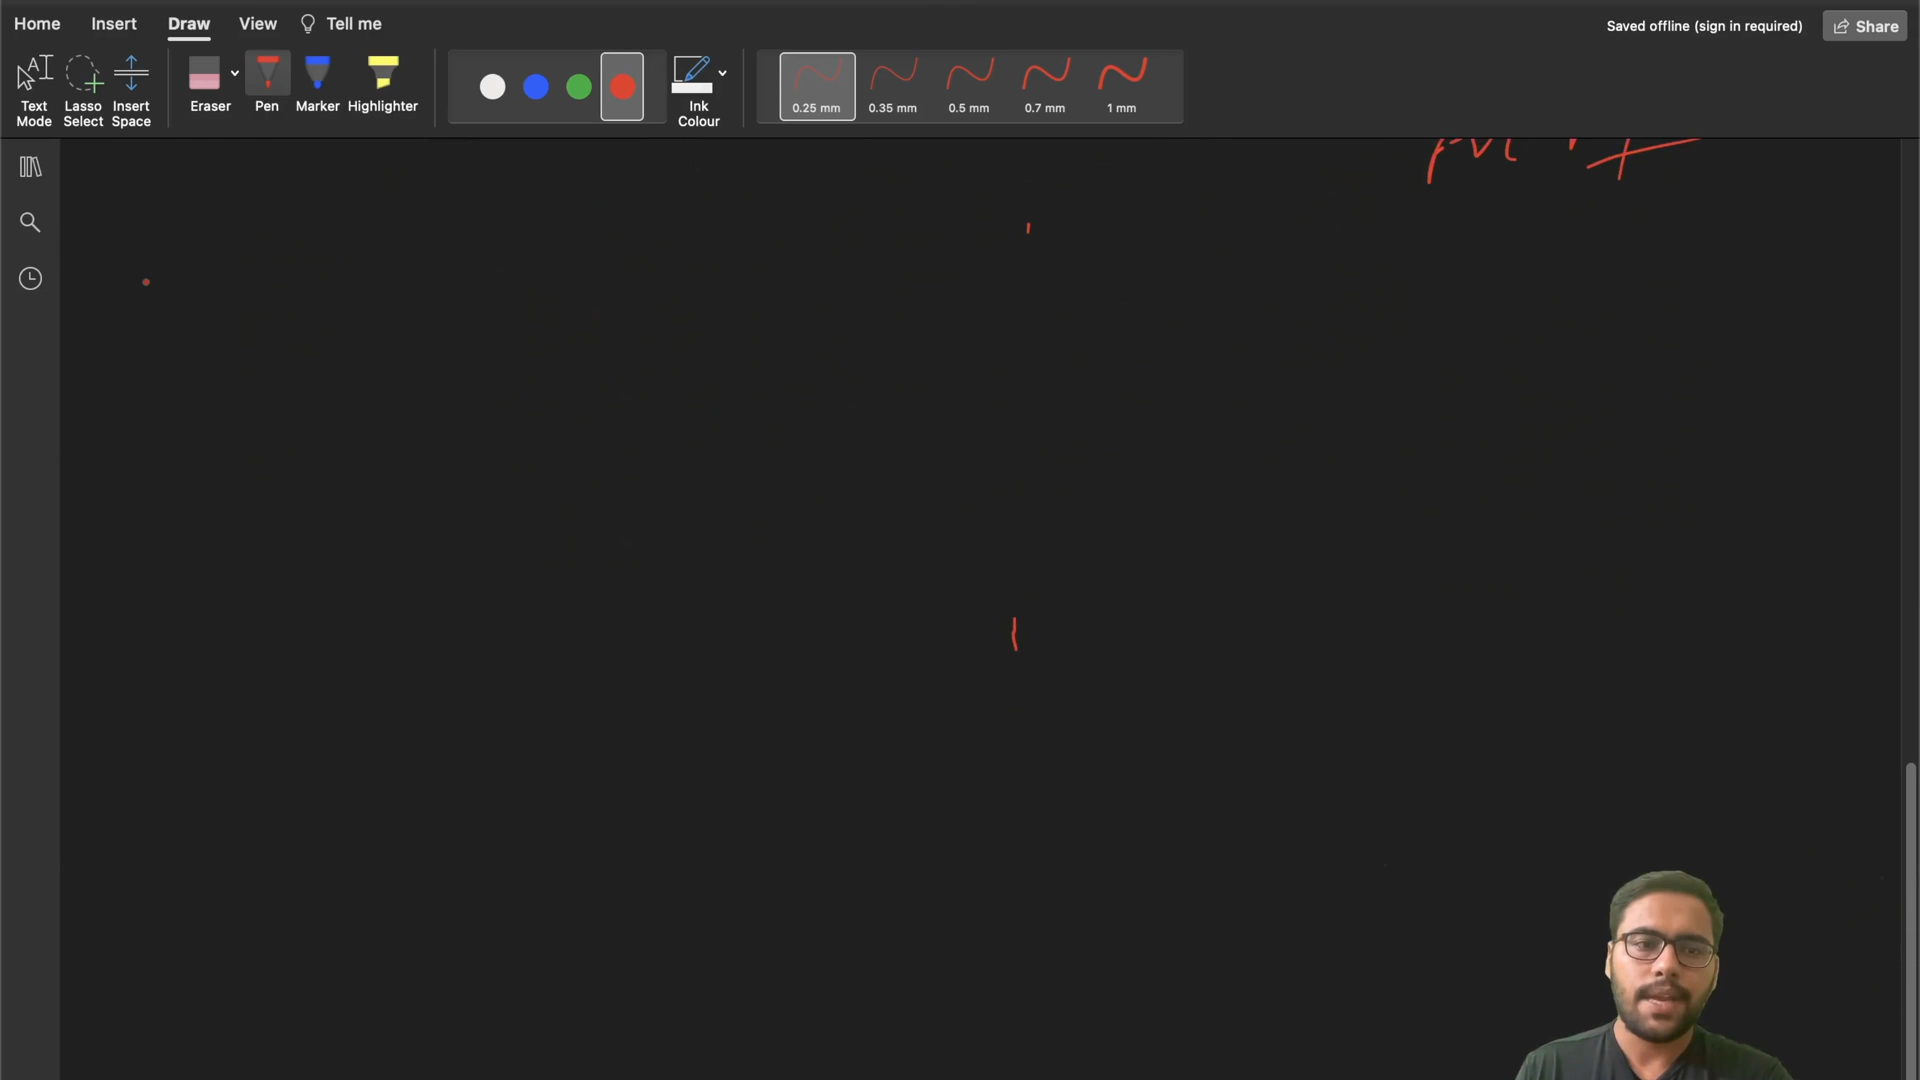 Home Insert Draw View Tell me
Saved offline (sign in required) Share
Text Mode
Lasso Select
Insert Space
Eraser
Pen
Marker
Highlighter
Ink Colour
0.25 mm 0.35 mm 0.5 mm 0.7 mm 1 mm